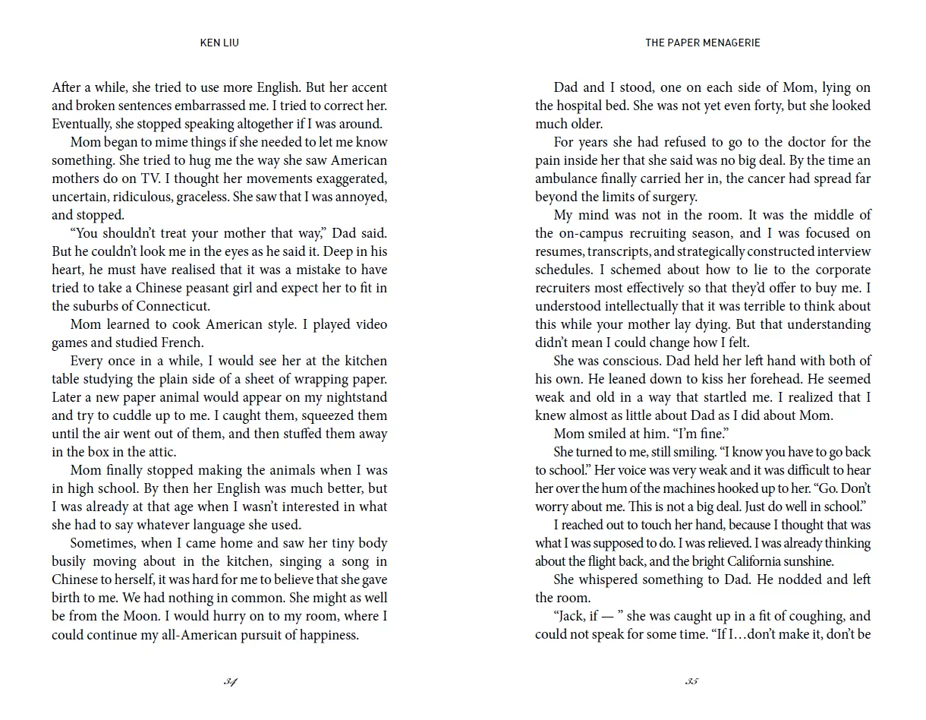 KEN LIU
After a while, she tried to use more English. But her accent
and broken sentences embarrassed me. I tried to correct her.
Eventually, she stopped speaking altogether if I was around.
Mom began to mime things if she needed to let me know
something. She tried to hug me the way she saw American
mothers do on TV. I thought her movements exaggerated,
uncertain, ridiculous, graceless. She saw that I was annoyed,
and stopped.
“You shouldn’t treat your mother that way,” Dad said.
But he couldn’t look me in the eyes as he said it. Deep in his
heart, he must have realised that it was a mistake to have
tried to take a Chinese peasant girl and expect her to fit in
the suburbs of Connecticut.
Mom learned to cook American style. I played video
games and studied French.
Every once in a while, I would see her at the kitchen
table studying the plain side of a sheet of wrapping paper.
Later a new paper animal would appear on my nightstand
and try to cuddle up to me. I caught them, squeezed them
until the air went out of them, and then stuffed them away
in the box in the attic.
Mom finally stopped making the animals when I was
in high school. By then her English was much better, but
I was already at that age when I wasn’t interested in what
she had to say whatever language she used.
Sometimes, when I came home and saw her tiny body
busily moving about in the kitchen, singing a song in
Chinese to herself, it was hard for me to believe that she gave
birth to me. We had nothing in common. She might as well
be from the Moon. I would hurry on to my room, where I
could continue my all-American pursuit of happiness.
34
THE PAPER MENAGERIE
Dad and I stood, one on each side of Mom, lying on
the hospital bed. She was not yet even forty, but she looked
much older.
For years she had refused to go to the doctor for the
pain inside her that she said was no big deal. By the time an
ambulance finally carried her in, the cancer had spread far
beyond the limits of surgery.
My mind was not in the room. It was the middle of
the on-campus recruiting season, and I was focused on
resumes, transcripts, and strategically constructed interview
schedules. I schemed about how to lie to the corporate
recruiters most effectively so that they’d offer to buy me. I
understood intellectually that it was terrible to think about
this while your mother lay dying. But that understanding
didn’t mean I could change how I felt.
She was conscious. Dad held her left hand with both of
his own. He leaned down to kiss her forehead. He seemed
weak and old in a way that startled me. I realized that I
knew almost as little about Dad as I did about Mom.
Mom smiled at him. “I’m fine.”
She turned to me, still smiling. “I know you have to go back
to school.” Her voice was very weak and it was difficult to hear
her over the hum of the machines hooked up to her. “Go. Don’t
worry about me. This is not a big deal. Just do well in school.”
I reached out to touch her hand, because I thought that was
what I was supposed to do. I was relieved. I was already thinking
about the flight back, and the bright California sunshine.
She whispered something to Dad. He nodded and left
the room.
“Jack, if — ” she was caught up in a fit of coughing, and
could not speak for some time. “If I…don’t make it, don’t be
35